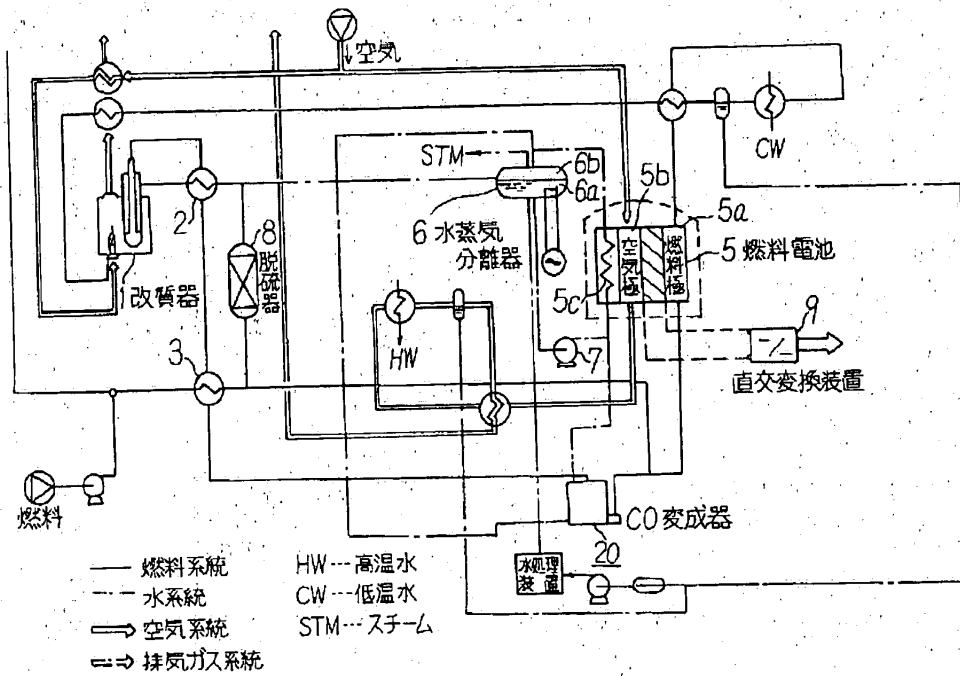 空気
STM
CW
6b
6a
5b
5a
6 水蒸気
分離器
空気極
燃料極
5 燃料電池
5c
2
8
脱硫器
1改質器
HW
7
9
直交変換装置
3
燃料
CO 変成器
20
水処理
装置
燃料系統
水系統
空気系統
排気ガス系統
HW…高温水
CW…低温水
STM…スチーム